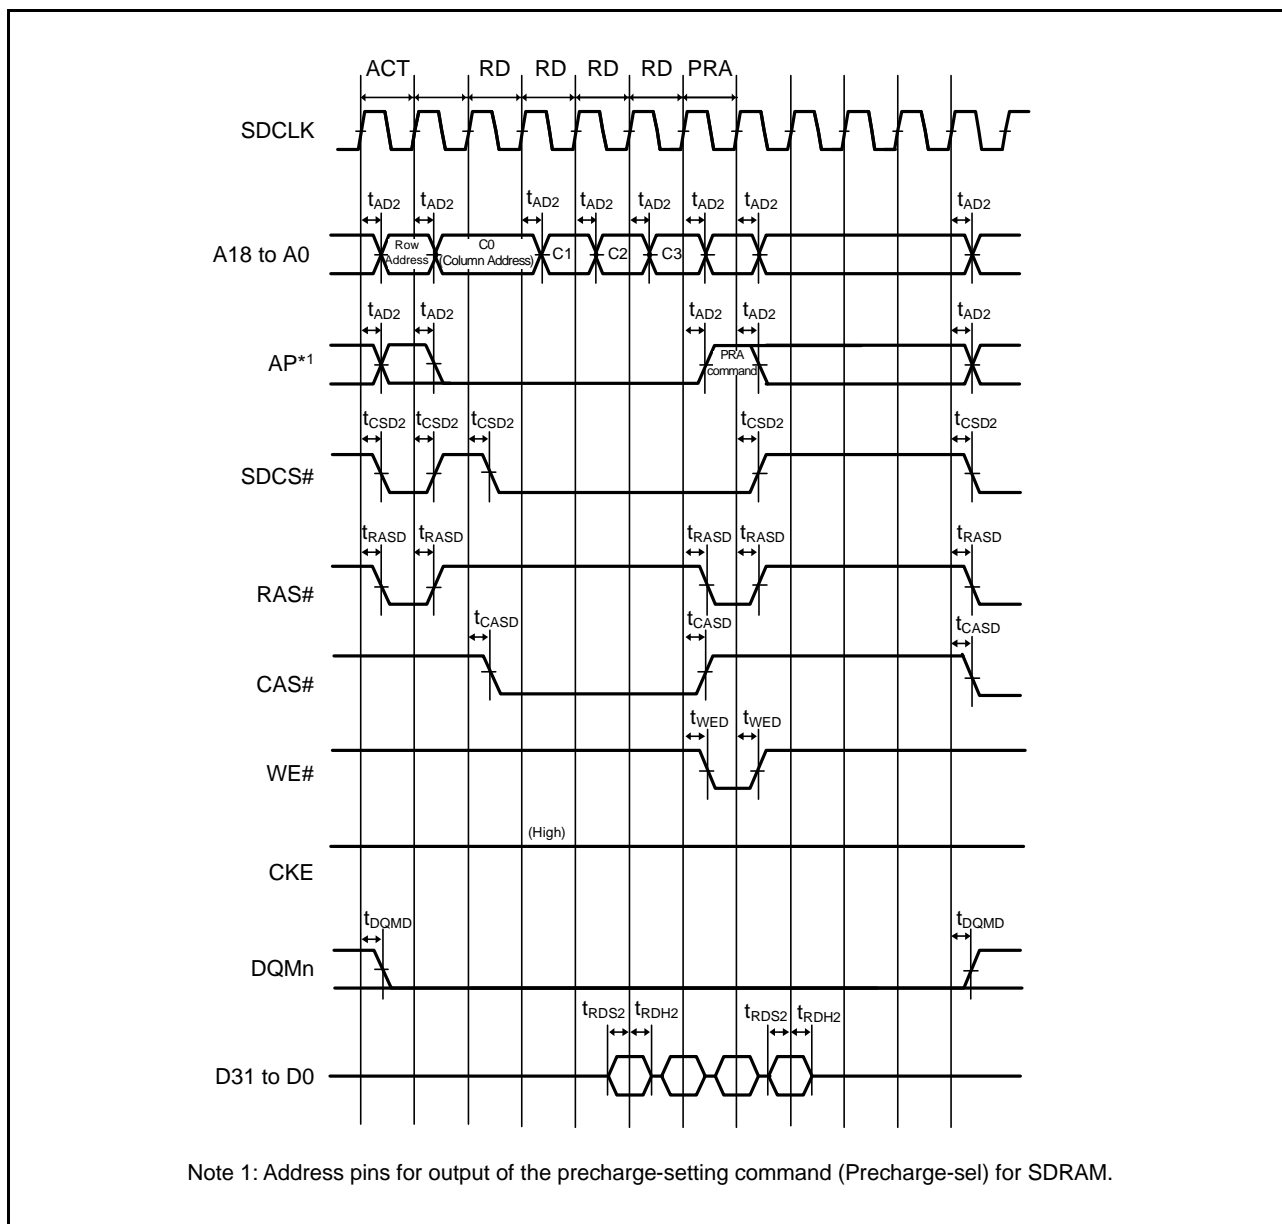 ACT RD RD RD RD PRA
SDCLK
tAD2 tAD2 tAD2 tAD2 tAD2 tAD2 tAD2 tAD2
A18 to A0
Row
Address
C0
(Column Address)
C1 C2 C3
tAD2 tAD2 tAD2 tAD2 tAD2
AP*1
PRA
command
tCSD2 tCSD2 tCSD2 tCSD2 tCSD2
SDCS#
tRASD tRASD tRASD tRASD tRASD
RAS#
tCASD tCASD tCASD
CAS#
tWED tWED
WE#
(High)
CKE
tDQMD tDQMD
DQMn
tRDS2 tRDH2 tRDS2 tRDH2
D31 to D0
Note 1: Address pins for output of the precharge-setting command (Precharge-sel) for SDRAM.